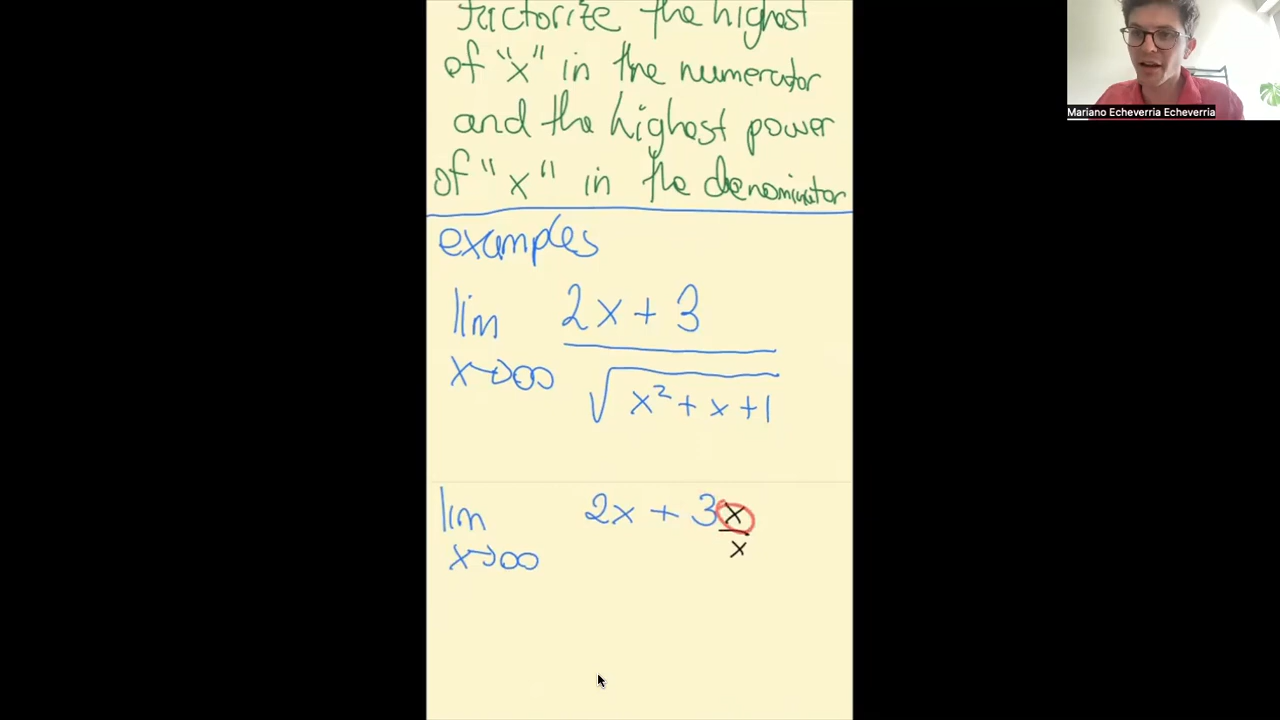 factorize the highest
of "x" in the numerator
and the highest power
of "x" in the denominator
examples
lim 2x + 3
x→∞ √x² + x + 1
lim 2x + 3x
x→∞ x
Mariano Echeverria Echeverria